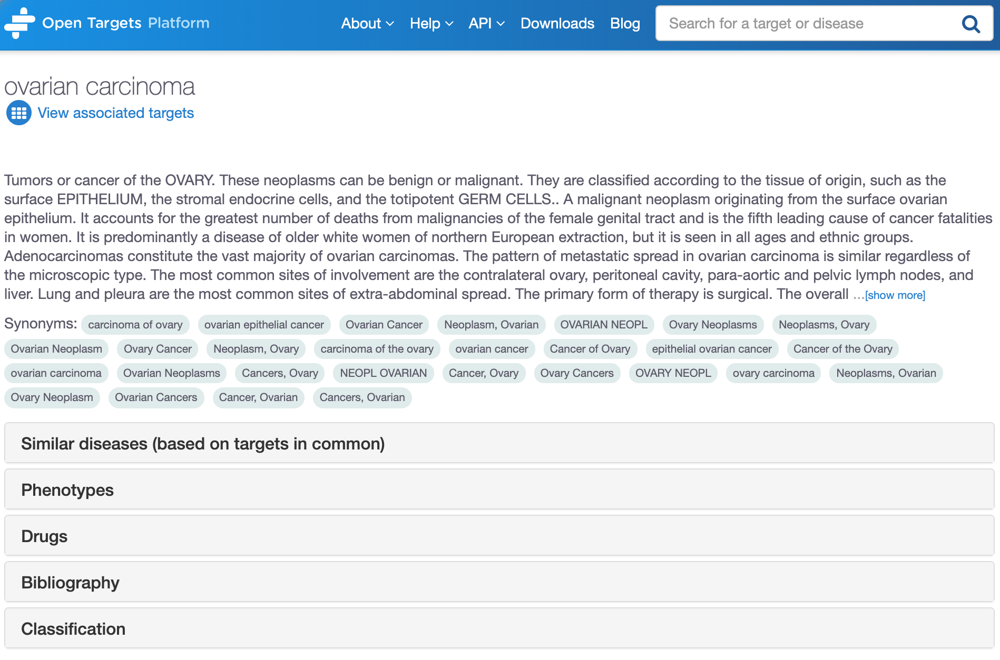 Open Targets Platform
About Help API Downloads Blog Search for a target or disease
ovarian carcinoma
View associated targets
Tumors or cancer of the OVARY. These neoplasms can be benign or malignant. They are classified according to the tissue of origin, such as the
surface EPITHELIUM, the stromal endocrine cells, and the totipotent GERM CELLS.. A malignant neoplasm originating from the surface ovarian
epithelium. It accounts for the greatest number of deaths from malignancies of the female genital tract and is the fifth leading cause of cancer fatalities
in women. It is predominantly a disease of older white women of northern European extraction, but it is seen in all ages and ethnic groups.
Adenocarcinomas constitute the vast majority of ovarian carcinomas. The pattern of metastatic spread in ovarian carcinoma is similar regardless of
the microscopic type. The most common sites of involvement are the contralateral ovary, peritoneal cavity, para-aortic and pelvic lymph nodes, and
liver. Lung and pleura are the most common sites of extra-abdominal spread. The primary form of therapy is surgical. The overall ...[show more]
Synonyms: carcinoma of ovary ovarian epithelial cancer Ovarian Cancer Neoplasm, Ovarian OVARIAN NEOPL Ovary Neoplasms Neoplasms, Ovary
Ovarian Neoplasm Ovary Cancer Neoplasm, Ovary carcinoma of the ovary ovarian cancer Cancer of Ovary epithelial ovarian cancer Cancer of the Ovary
ovarian carcinoma Ovarian Neoplasms Cancers, Ovary NEOPL OVARIAN Cancer, Ovary Ovary Cancers OVARY NEOPL ovary carcinoma Neoplasms, Ovarian
Ovary Neoplasm Ovarian Cancers Cancer, Ovarian Cancers, Ovarian
Similar diseases (based on targets in common)
Phenotypes
Drugs
Bibliography
Classification